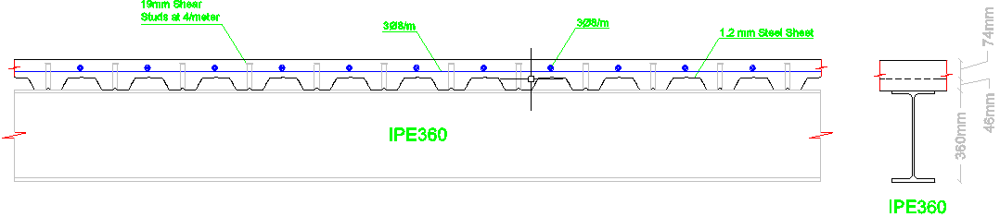 19mm Shear
Studs at 4/meter
3Ø8/m
3Ø8/m
1.2 mm Steel Sheet
74mm
46mm
360mm
IPE360
IPE360